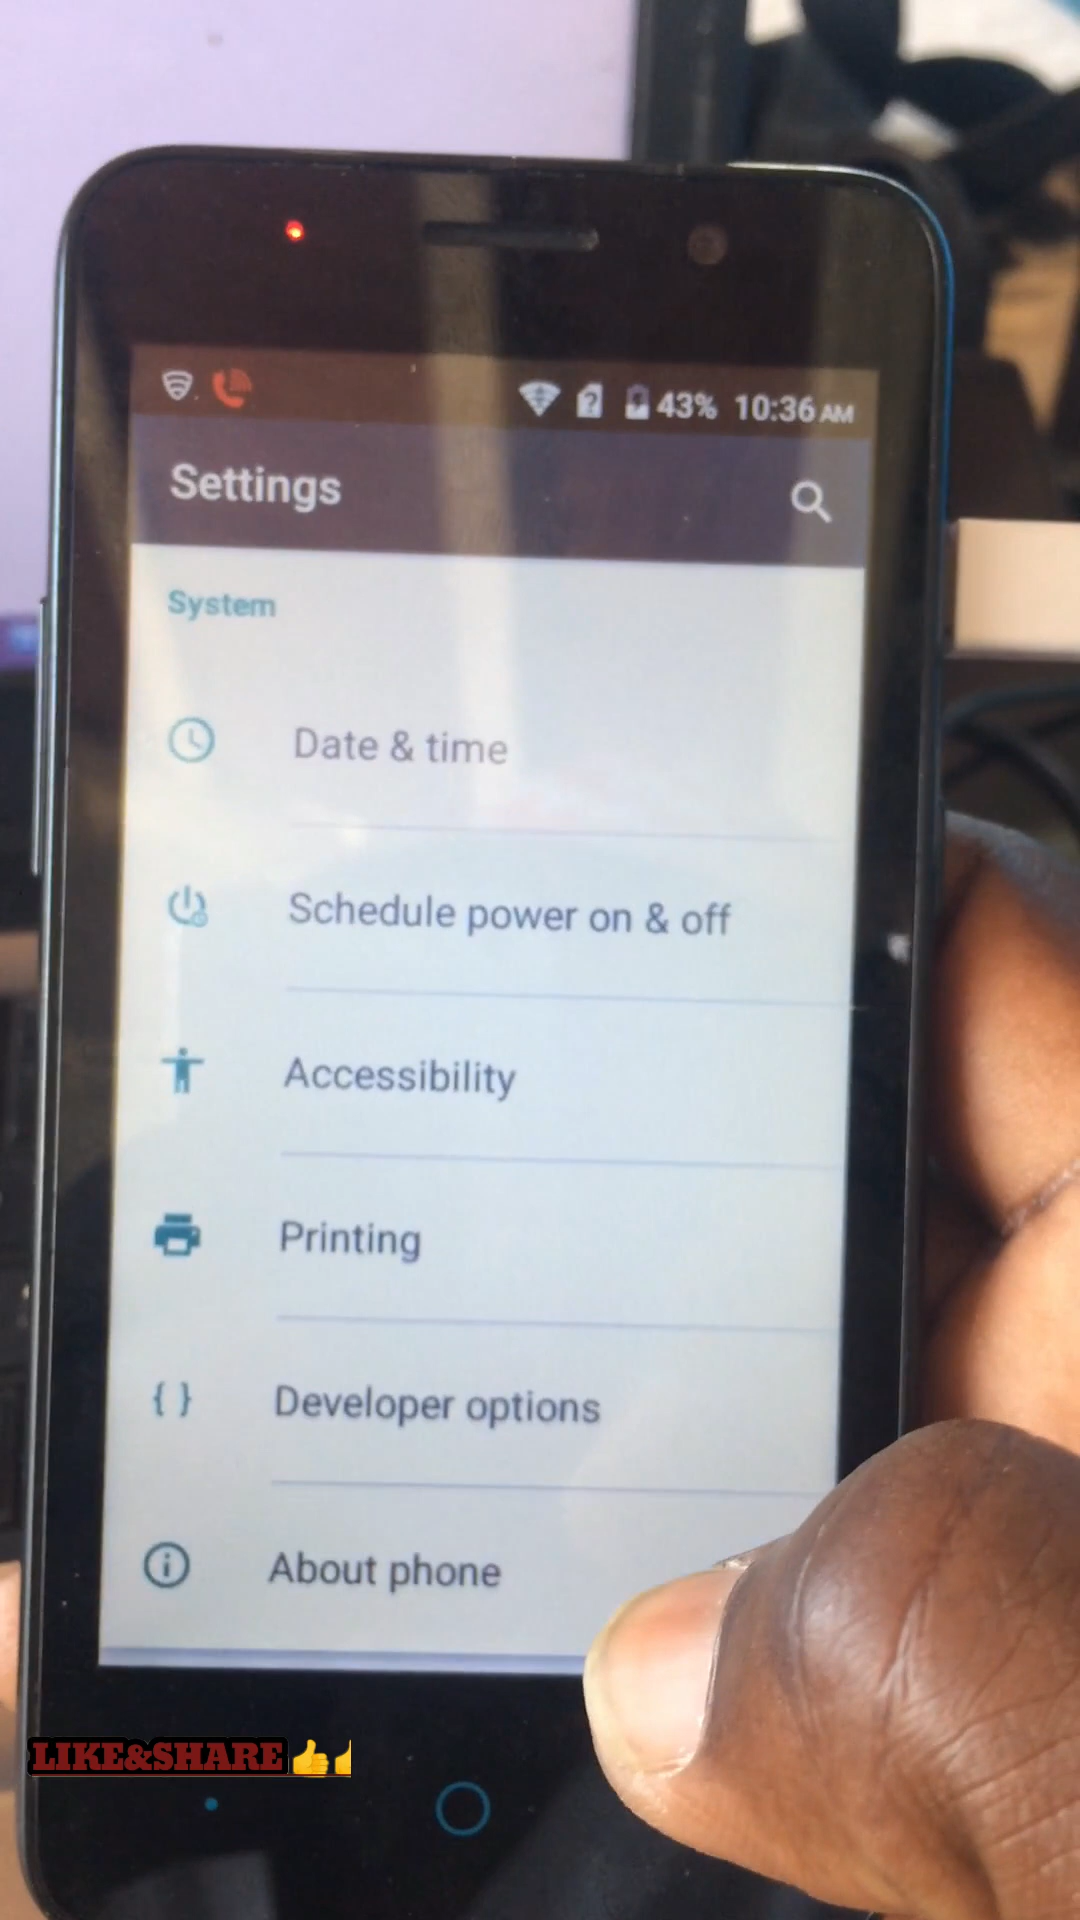 43% 10:36 AM
Settings
System
Date & time
Schedule power on & off
Accessibility
Printing
{ } Developer options
About phone
LIKE&SHARE👍